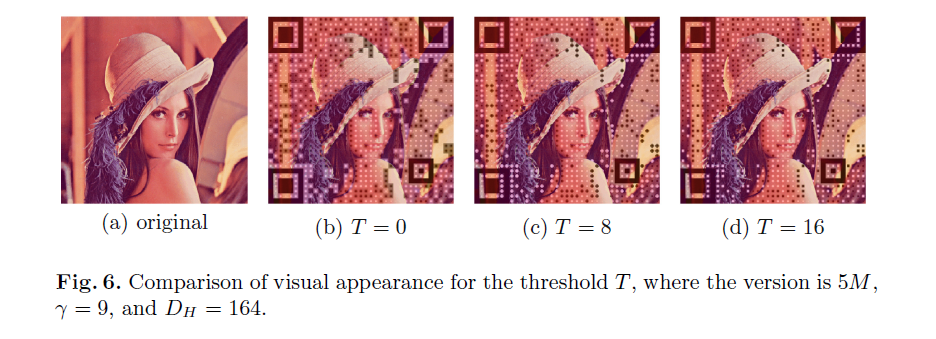 (a) original
(b) T = 0
(c) T = 8
(d) T = 16
Fig. 6. Comparison of visual appearance for the threshold T, where the version is 5M,
γ = 9, and D_H = 164.